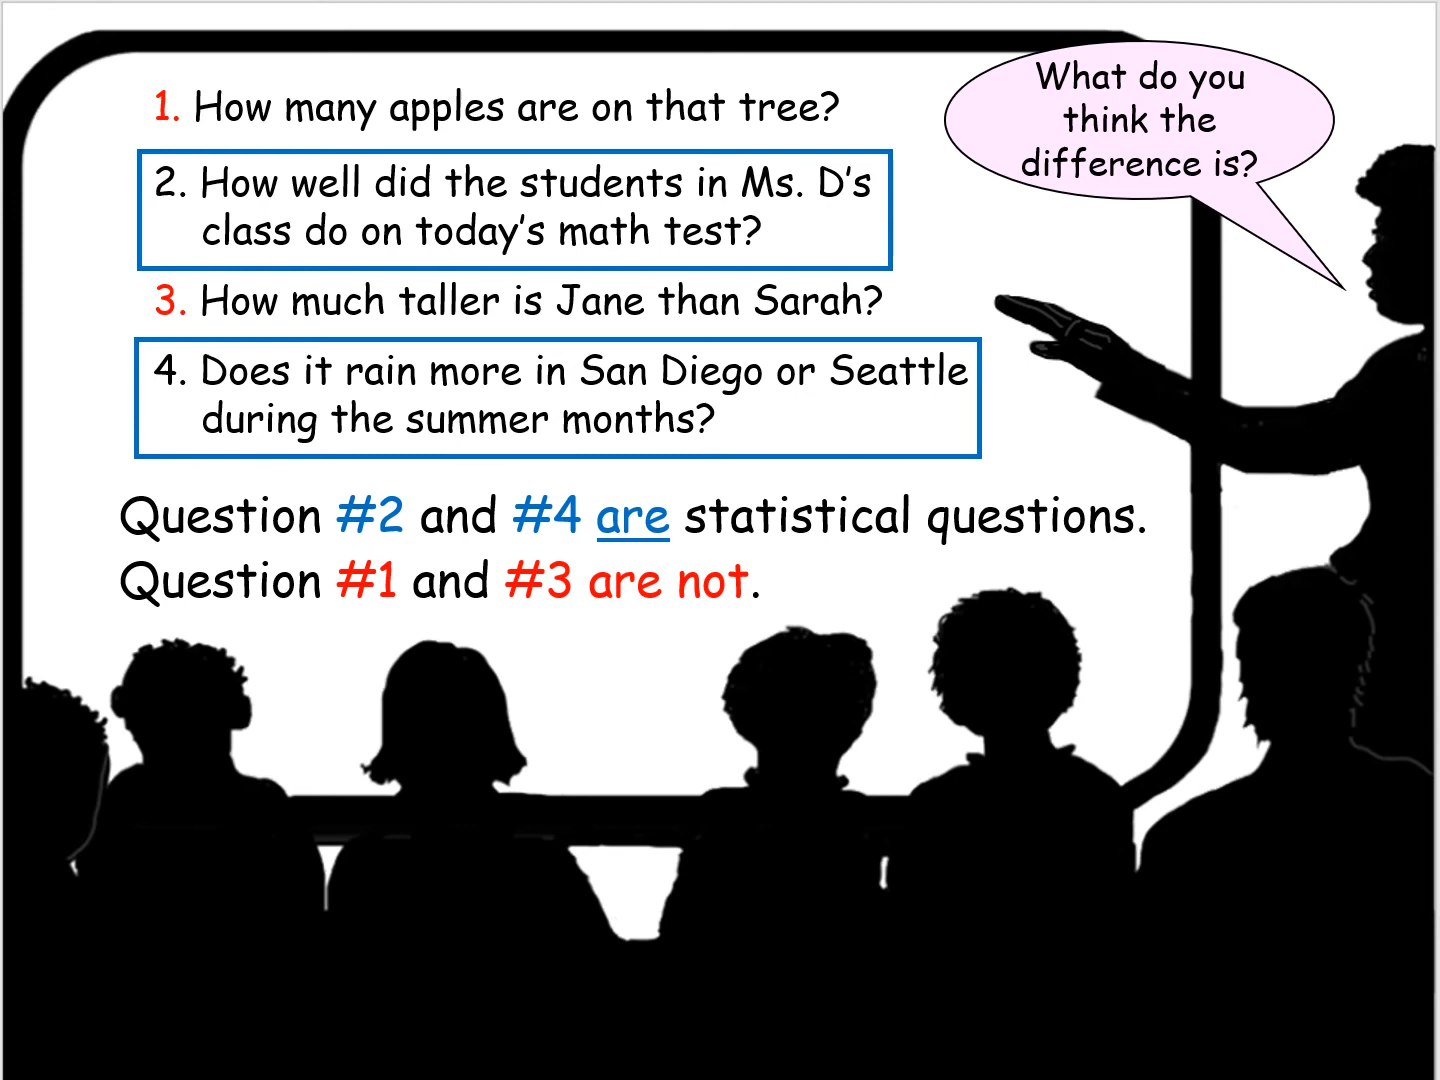 1. How many apples are on that tree?
2. How well did the students in Ms. D's
class do on today's math test?
3. How much taller is Jane than Sarah?
4. Does it rain more in San Diego or Seattle
during the summer months?
Question #2 and #4 are statistical questions.
Question #1 and #3 are not.
What do you
think the
difference is?